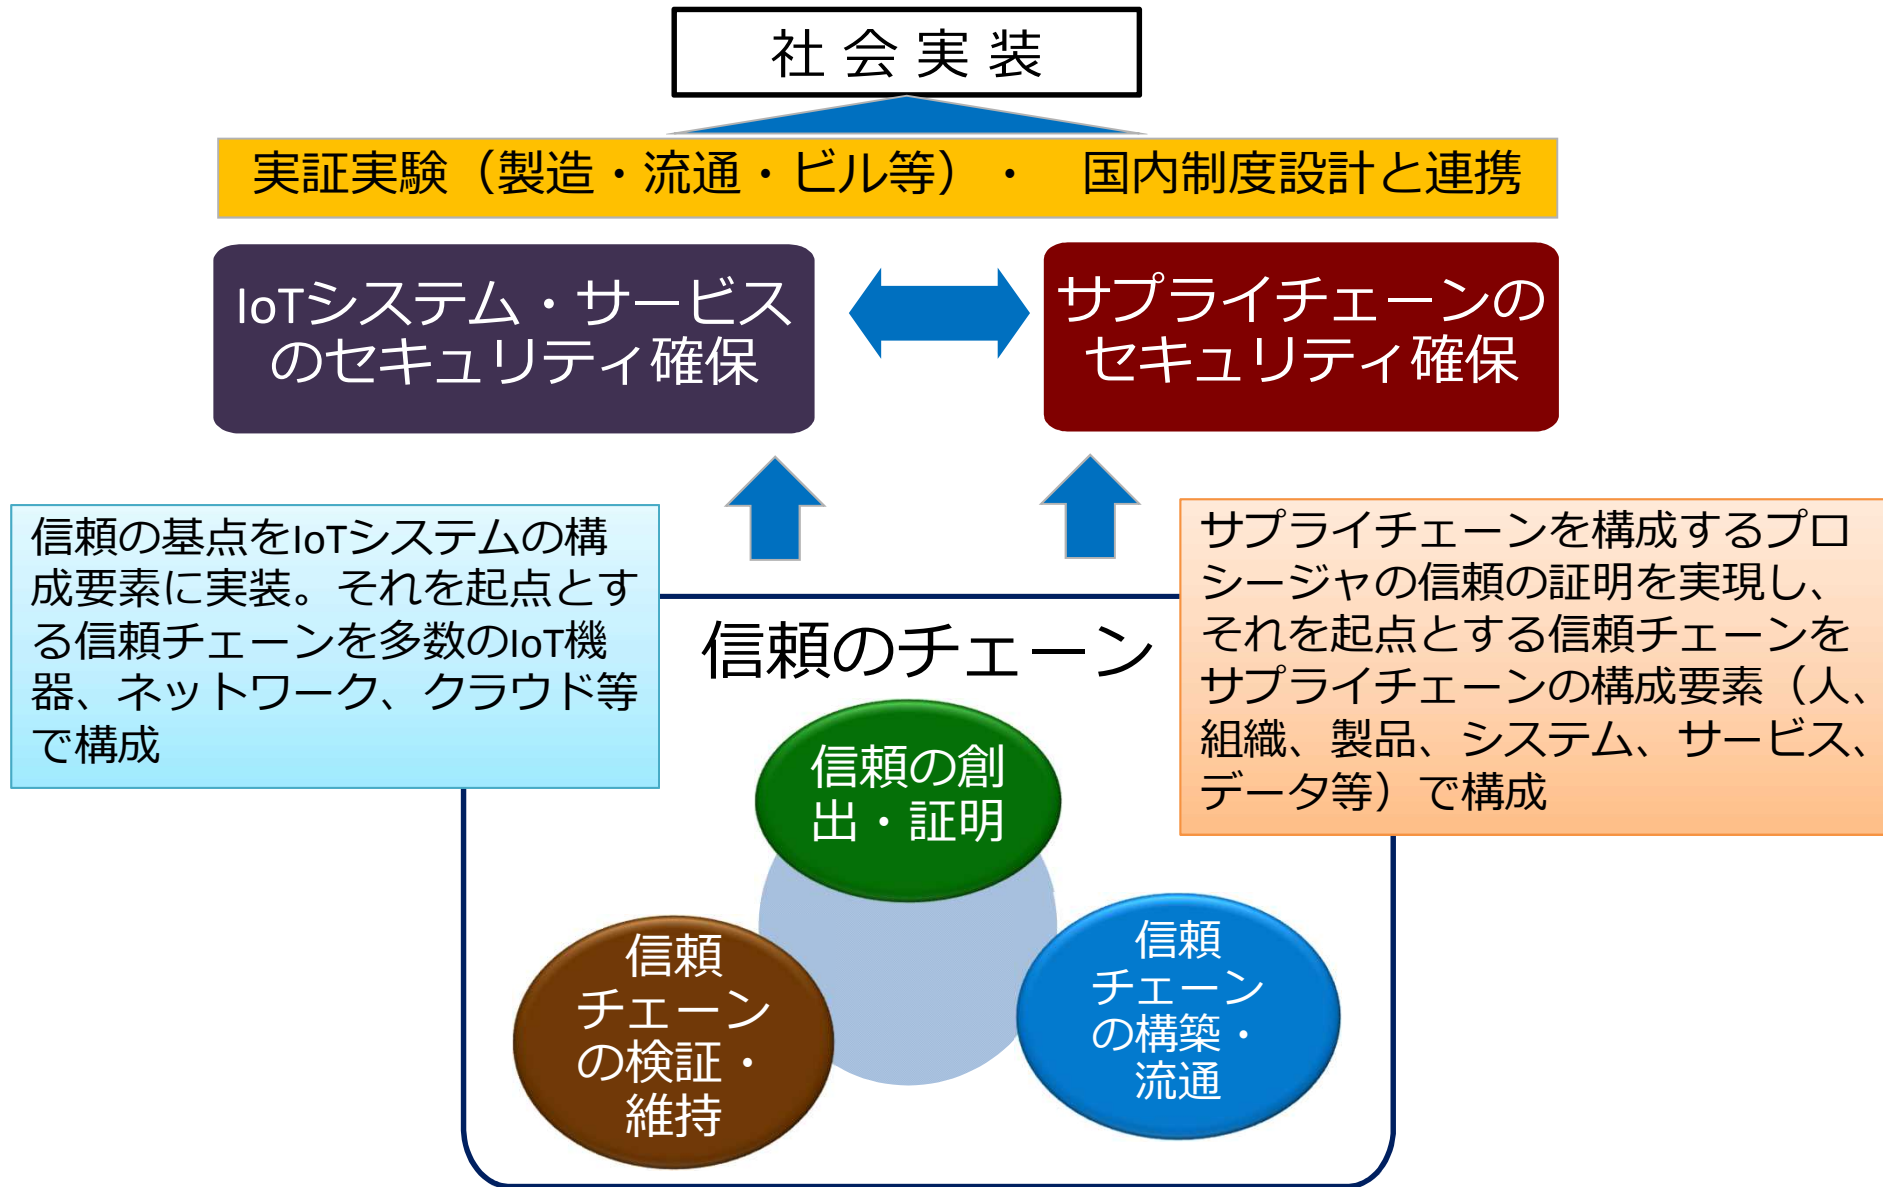 社会実装
実証実験（製造・流通・ビル等）・　国内制度設計と連携
IoTシステム・サービス
のセキュリティ確保
サプライチェーンの
セキュリティ確保
信頼の基点をIoTシステムの構
成要素に実装。それを起点とす
る信頼チェーンを多数のIoT機
器、ネットワーク、クラウド等
で構成
サプライチェーンを構成するプロ
シージャの信頼の証明を実現し、
それを起点とする信頼チェーンを
サプライチェーンの構成要素（人、
組織、製品、システム、サービス、
データ等）で構成
信頼のチェーン
信頼の創
出・証明
信頼
チェーン
の検証・
維持
信頼
チェーン
の構築・
流通